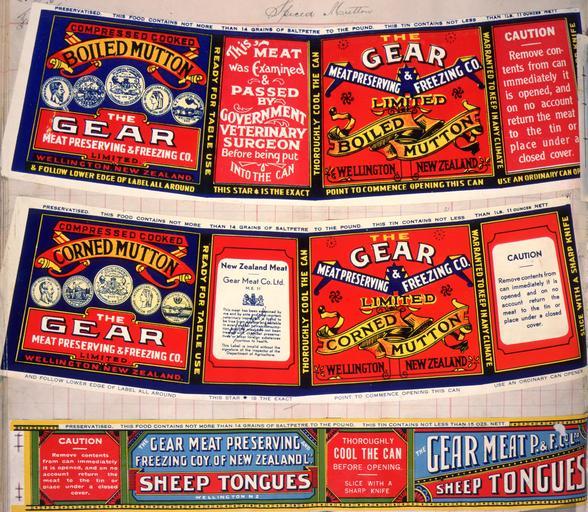 Spiced Mutton
PRESERVATISED. THIS FOOD CONTAINS NOT MORE THAN 14 GRAINS OF SALTPETRE TO THE POUND. THIS TIN CONTAINS NOT LESS THAN 1LB. 11 OUNCES NETT
COMPRESSED COOKED
BOILED MUTTON
THE
GEAR
MEAT PRESERVING & FREEZING CO.
LIMITED
WELLINGTON NEW ZEALAND.
& FOLLOW LOWER EDGE OF LABEL ALL AROUND
READY FOR TABLE USE
THIS MEAT
was Examined
&
PASSED
BY
GOVERNMENT
VETERINARY
SURGEON
Before being put
INTO THE CAN
THIS STAR IS THE EXACT
THOROUGHLY COOL THE CAN
THE
GEAR
MEAT PRESERVING & FREEZING CO.
LIMITED
BOILED MUTTON
WELLINGTON NEW ZEALAND.
POINT TO COMMENCE OPENING THIS CAN
WARRANTED TO KEEP IN ANY CLIMATE
CAUTION
Remove con-
tents from can
immediately it
is opened, and
on no account
return the meat
to the tin or
place under a
closed cover.
USE AN ORDINARY CAN
KNIFE
PRESERVATISED. THIS FOOD CONTAINS NOT MORE THAN 14 GRAINS OF SALTPETRE TO THE POUND. THIS TIN CONTAINS NOT LESS THAN 1LB. 11 OUNCES NETT
COMPRESSED COOKED
CORNED MUTTON
THE
GEAR
MEAT PRESERVING & FREEZING CO.
LIMITED
WELLINGTON NEW ZEALAND.
AND FOLLOW LOWER EDGE OF LABEL ALL AROUND
READY FOR TABLE USE
New Zealand Meat
Gear Meat Co. Ltd.
M.E. 11
THIS STAR IS THE EXACT
THOROUGHLY COOL THE CAN
THE
GEAR
MEAT PRESERVING & FREEZING CO.
LIMITED
CORNED MUTTON
WELLINGTON NEW ZEALAND.
POINT TO COMMENCE OPENING THIS CAN
WARRANTED TO KEEP IN ANY CLIMATE
CAUTION
Remove contents from
can immediately it is
opened and on no
account return the
meat to the tin or
place under a closed
cover.
USE AN ORDINARY CAN
A SHARP KNIFE
PRESERVATISED. THIS FOOD CONTAINS NOT MORE THAN 14 GRAINS OF SALTPETRE TO THE POUND. THIS TIN CONTAINS NOT LESS THAN 15 OZS. NETT
CAUTION
Remove contents
from can immediately
it is opened, and on no
account return the
meat to the tin or
place under a closed
cover.
THE GEAR MEAT PRESERVING &
FREEZING COY OF NEW ZEALAND LD
SHEEP TONGUES
WELLINGTON N Z
THOROUGHLY
COOL THE CAN
BEFORE OPENING.
SLICE WITH A
SHARP KNIFE
THE GEAR MEAT P. & F. Co LD
SHEEP TONGUES